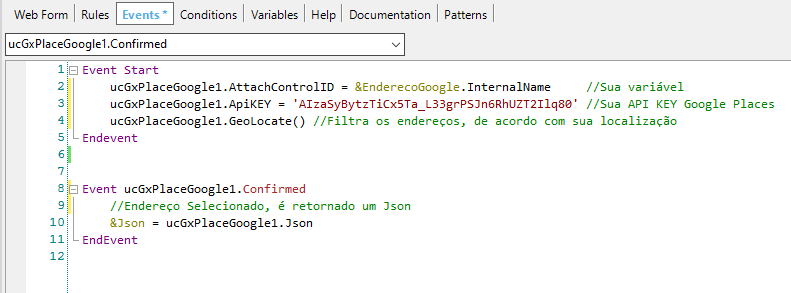 Web Form Rules Events * Conditions Variables Help Documentation Patterns
ucGxPlaceGoogle1.Confirmed
1 Event Start
2 ucGxPlaceGoogle1.AttachControlID = &EnderecoGoogle.InternalName //Sua variável
3 ucGxPlaceGoogle1.ApiKEY = 'AIzaSyBytzTiCx5Ta_L33grPSJn6RhUZT2Ilq80' //Sua API KEY Google Places
4 ucGxPlaceGoogle1.GeoLocate() //Filtra os endereços, de acordo com sua localização
5 Endevent
6
7
8 Event ucGxPlaceGoogle1.Confirmed
9 //Endereço Selecionado, é retornado um Json
10 &Json = ucGxPlaceGoogle1.Json
11 EndEvent
12